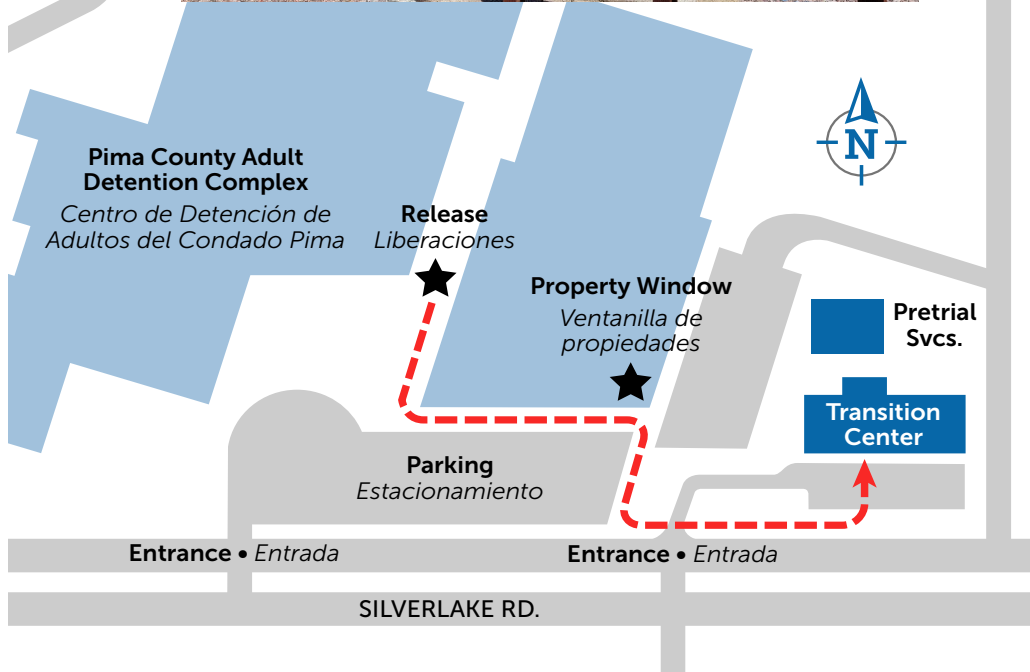 Pima County Adult
Detention Complex
Centro de Detención de
Adultos del Condado Pima
Release
Liberaciones
N
Property Window
Ventanilla de
propiedades
Pretrial
Svcs.
Transition
Center
Parking
Estacionamiento
Entrance • Entrada
Entrance • Entrada
SILVERLAKE RD.